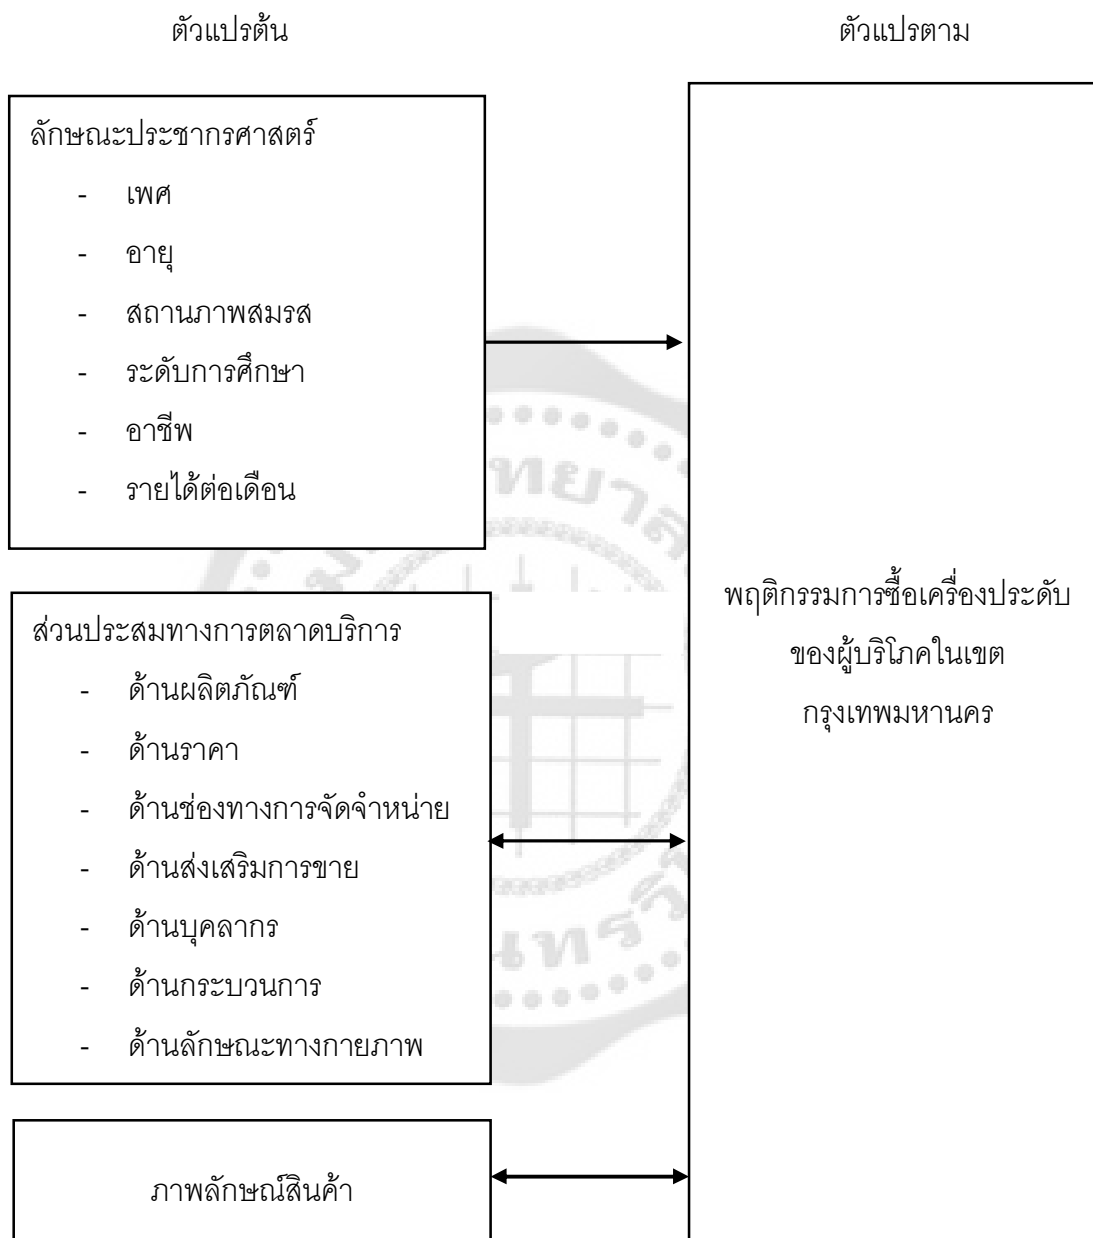 ตัวแปรต้น
ตัวแปรตาม
ลักษณะประชากรศาสตร์
- เพศ
- อายุ
- สถานภาพสมรส
- ระดับการศึกษา
- อาชีพ
- รายได้ต่อเดือน
ส่วนประสมทางการตลาดบริการ
- ด้านผลิตภัณฑ์
- ด้านราคา
- ด้านช่องทางการจัดจำหน่าย
- ด้านส่งเสริมการขาย
- ด้านบุคลากร
- ด้านกระบวนการ
- ด้านลักษณะทางกายภาพ
ภาพลักษณ์สินค้า
พฤติกรรมการซื้อเครื่องประดับ
ของผู้บริโภคในเขต
กรุงเทพมหานคร